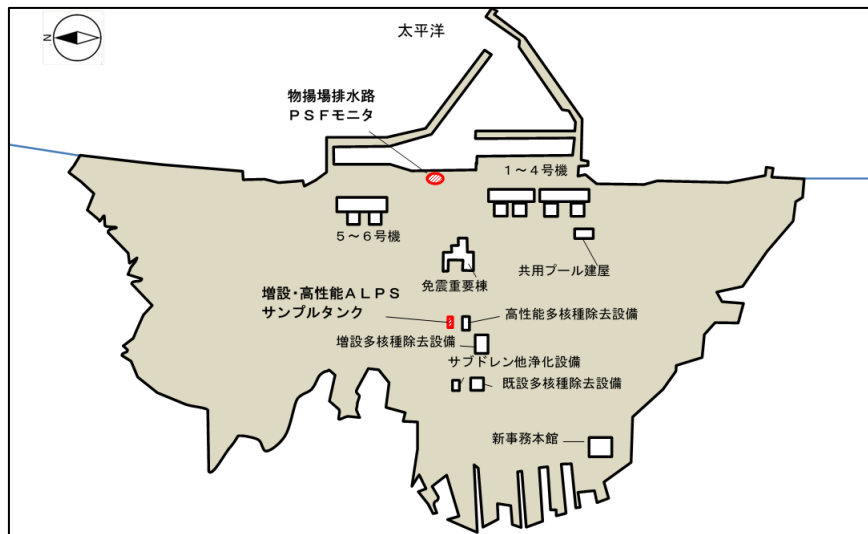 N
太平洋
物揚場排水路
ＰＳＦモニタ
１～４号機
５～６号機
共用プール建屋
免震重要棟
増設・高性能ＡＬＰＳ
サンプルタンク
高性能多核種除去設備
増設多核種除去設備
サブドレン他浄化設備
既設多核種除去設備
新事務本館